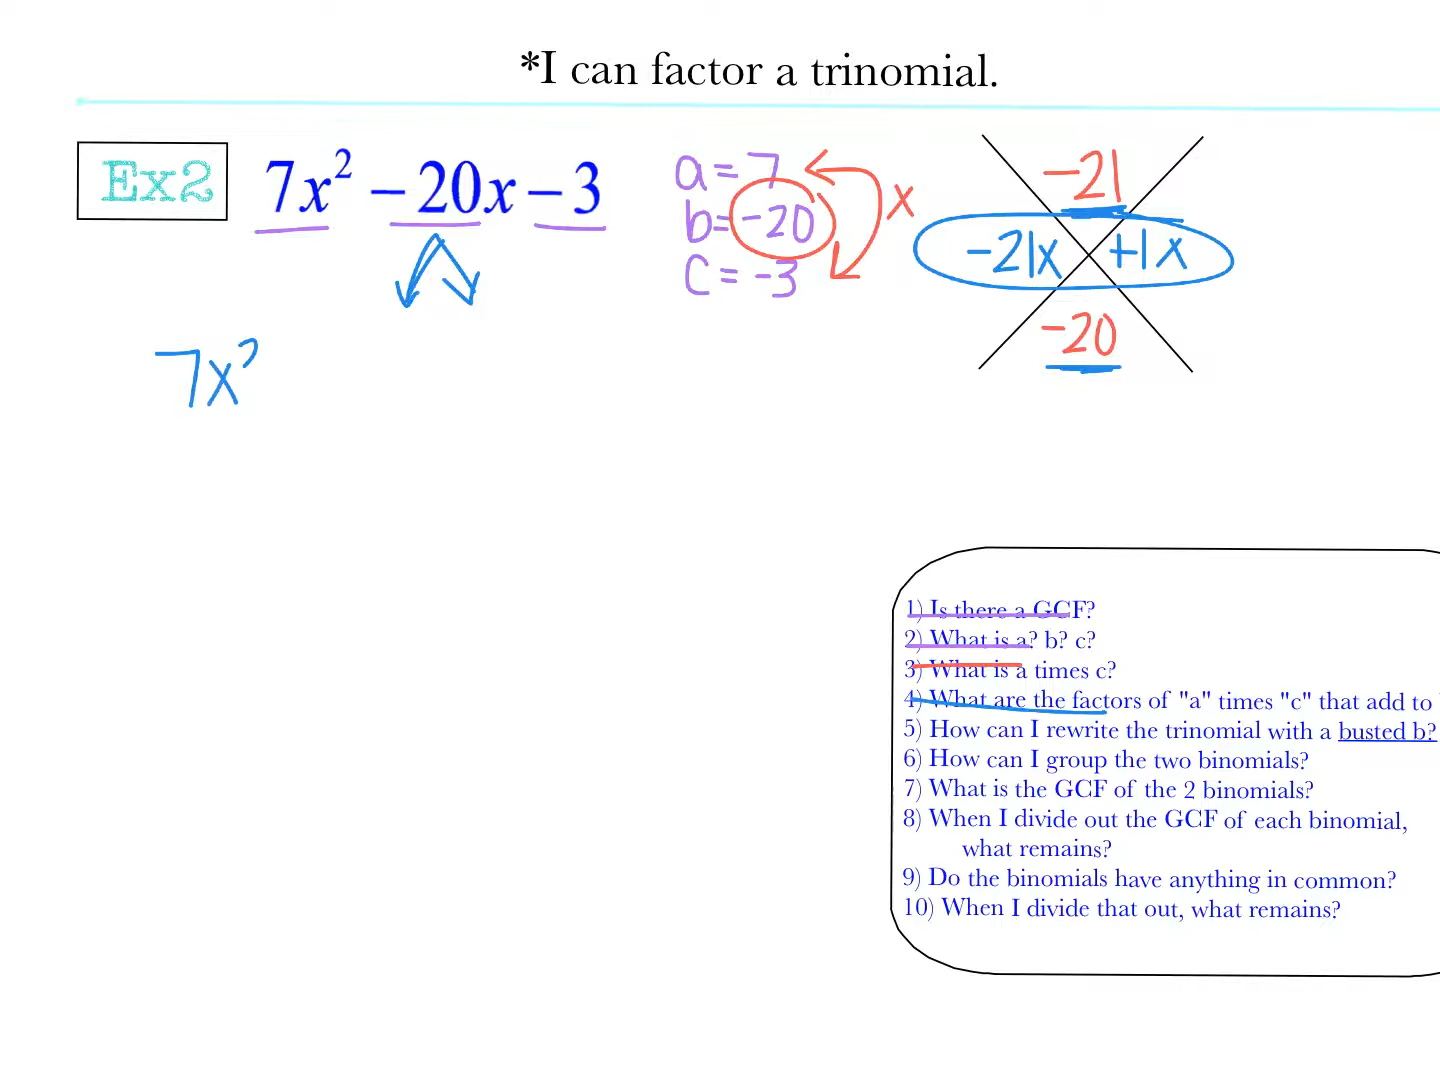 *I can factor a trinomial.
Ex2
7x² – 20x – 3
a = 7
b = -20
c = -3
x
-21
-21x +1x
-20
7x²
1) Is there a GCF?
2) What is a? b? c?
3) What is a times c?
4) What are the factors of "a" times "c" that add to
5) How can I rewrite the trinomial with a busted b?
6) How can I group the two binomials?
7) What is the GCF of the 2 binomials?
8) When I divide out the GCF of each binomial,
what remains?
9) Do the binomials have anything in common?
10) When I divide that out, what remains?